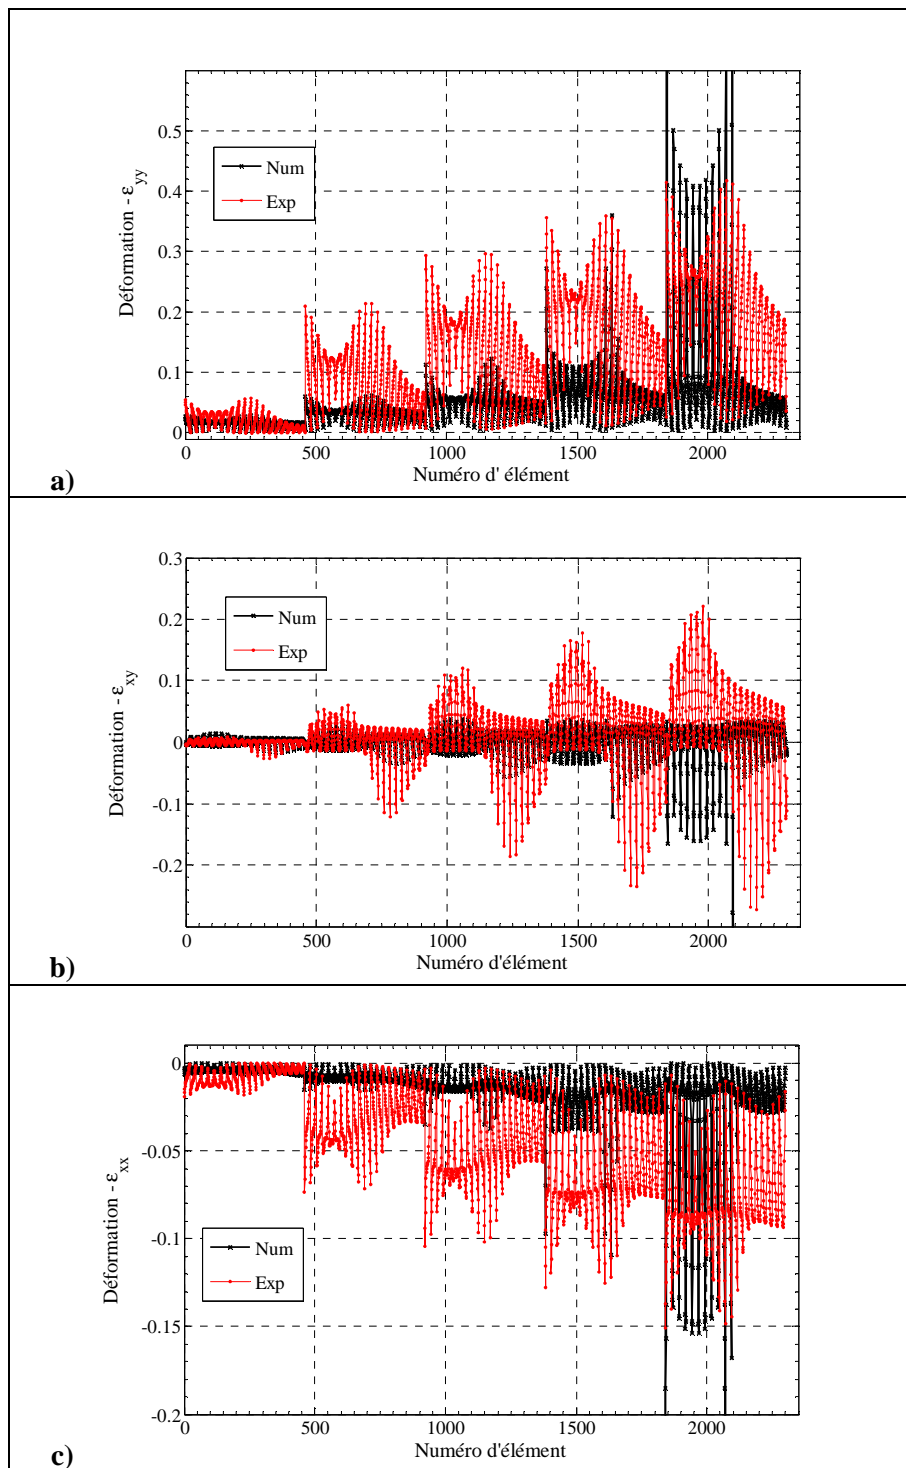 0.5
0.4
0.3
0.2
0.1
0
Déformation - εyy
Num
Exp
0 500 1000 1500 2000
Numéro d' élément
a)
0.3
0.2
0.1
0
-0.1
-0.2
Déformation - εxy
Num
Exp
0 500 1000 1500 2000
Numéro d'élément
b)
0
-0.05
-0.1
-0.15
-0.2
Déformation - εxx
Num
Exp
0 500 1000 1500 2000
Numéro d'élément
c)